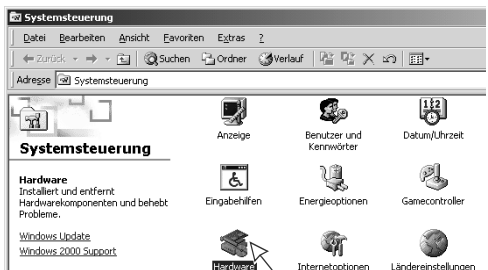 Systemsteuerung
Datei Bearbeiten Ansicht Favoriten Extras ?
Zurück Suchen Ordner Verlauf
Adresse Systemsteuerung
Systemsteuerung
Hardware
Installiert und entfernt
Hardwarekomponenten und behebt
Probleme.
Windows Update
Windows 2000 Support
Anzeige
Benutzer und
Kennwörter
Datum/Uhrzeit
Eingabehilfen
Energieoptionen
Gamecontroller
Hardware
Internetoptionen
Ländereinstellungen